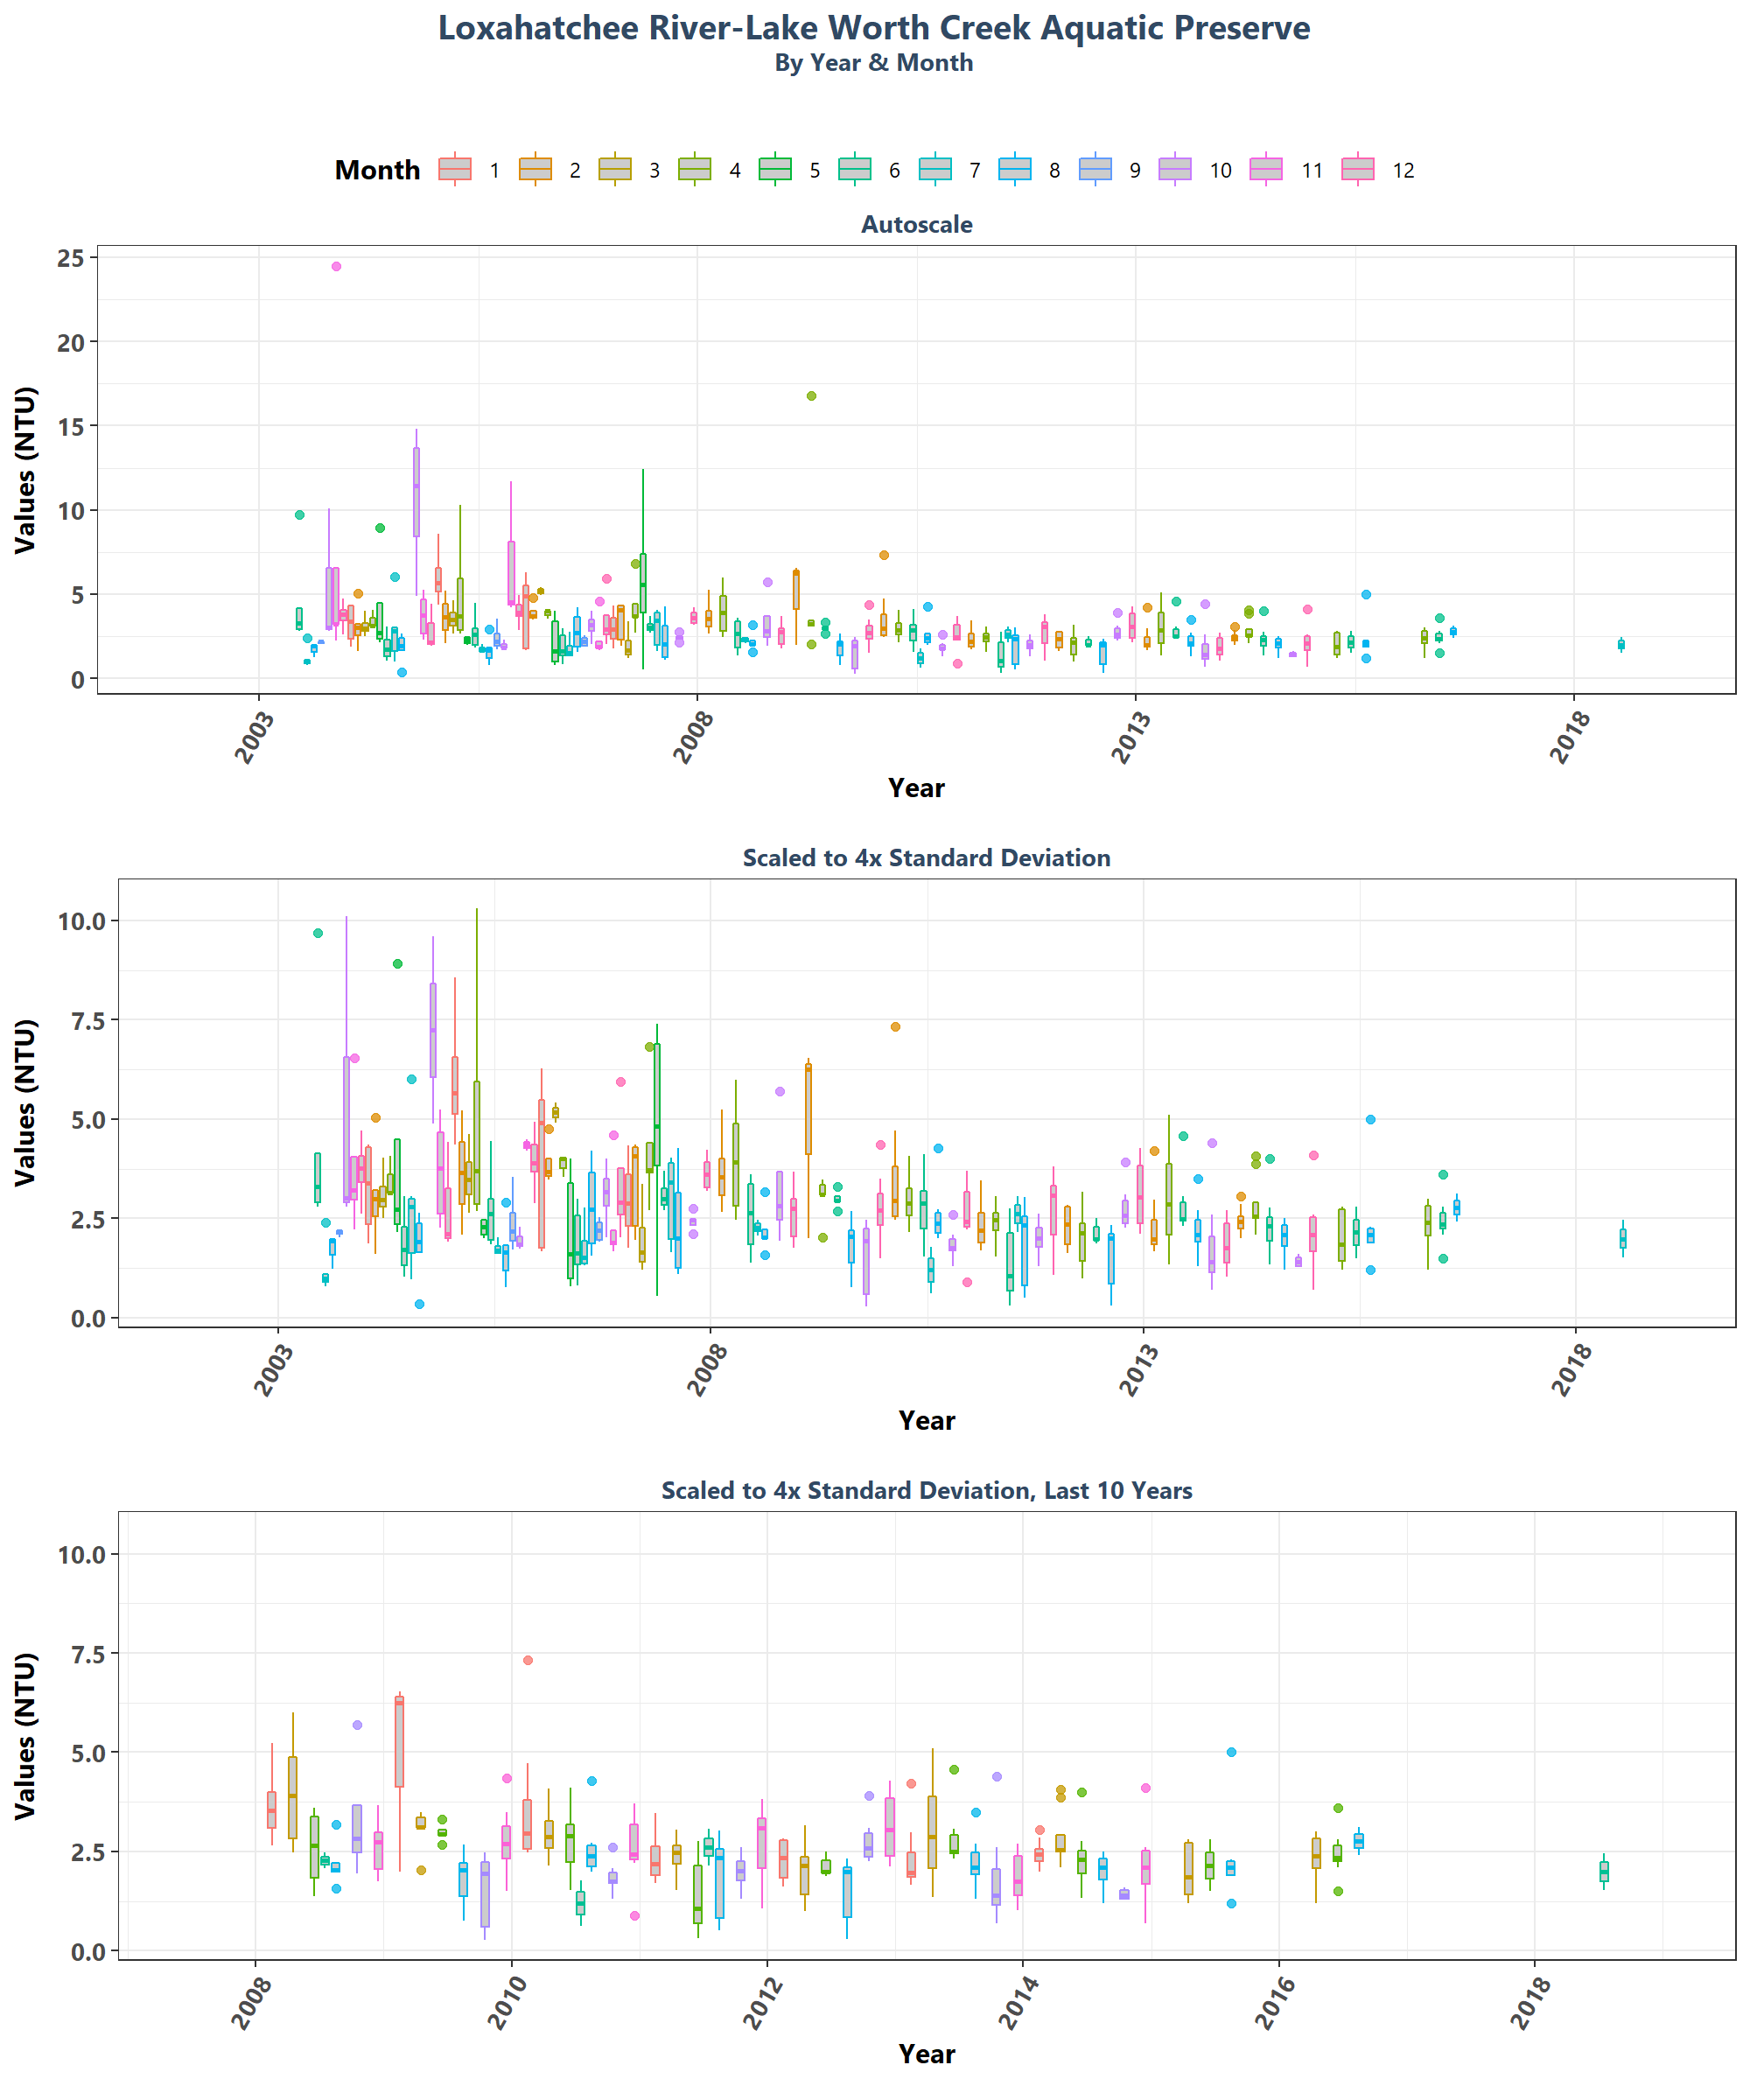 Loxahatchee River-Lake Worth Creek Aquatic Preserve
By Year & Month
Month 1 2 3 4 5 6 7 8 9 10 11 12
Autoscale
Values (NTU)
25
20
15
10
5
0
2003 2008 2013 2018
Year
Scaled to 4x Standard Deviation
Values (NTU)
10.0
7.5
5.0
2.5
0.0
2003 2008 2013 2018
Year
Scaled to 4x Standard Deviation, Last 10 Years
Values (NTU)
10.0
7.5
5.0
2.5
0.0
2008 2010 2012 2014 2016 2018
Year